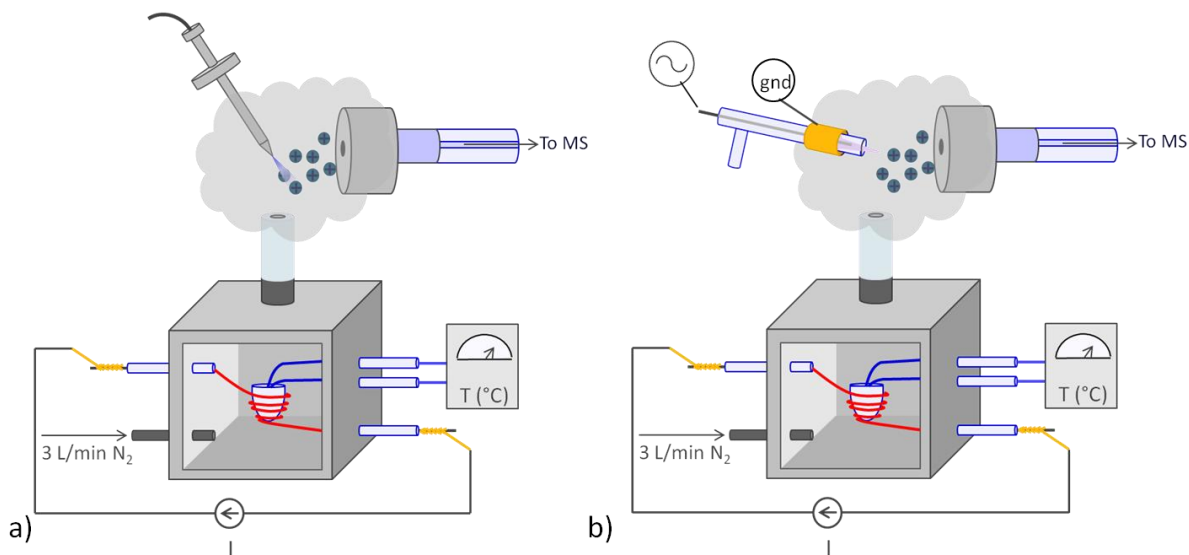 To MS
T (°C)
3 L/min N₂
a)
I
gnd
To MS
T (°C)
3 L/min N₂
b)
I